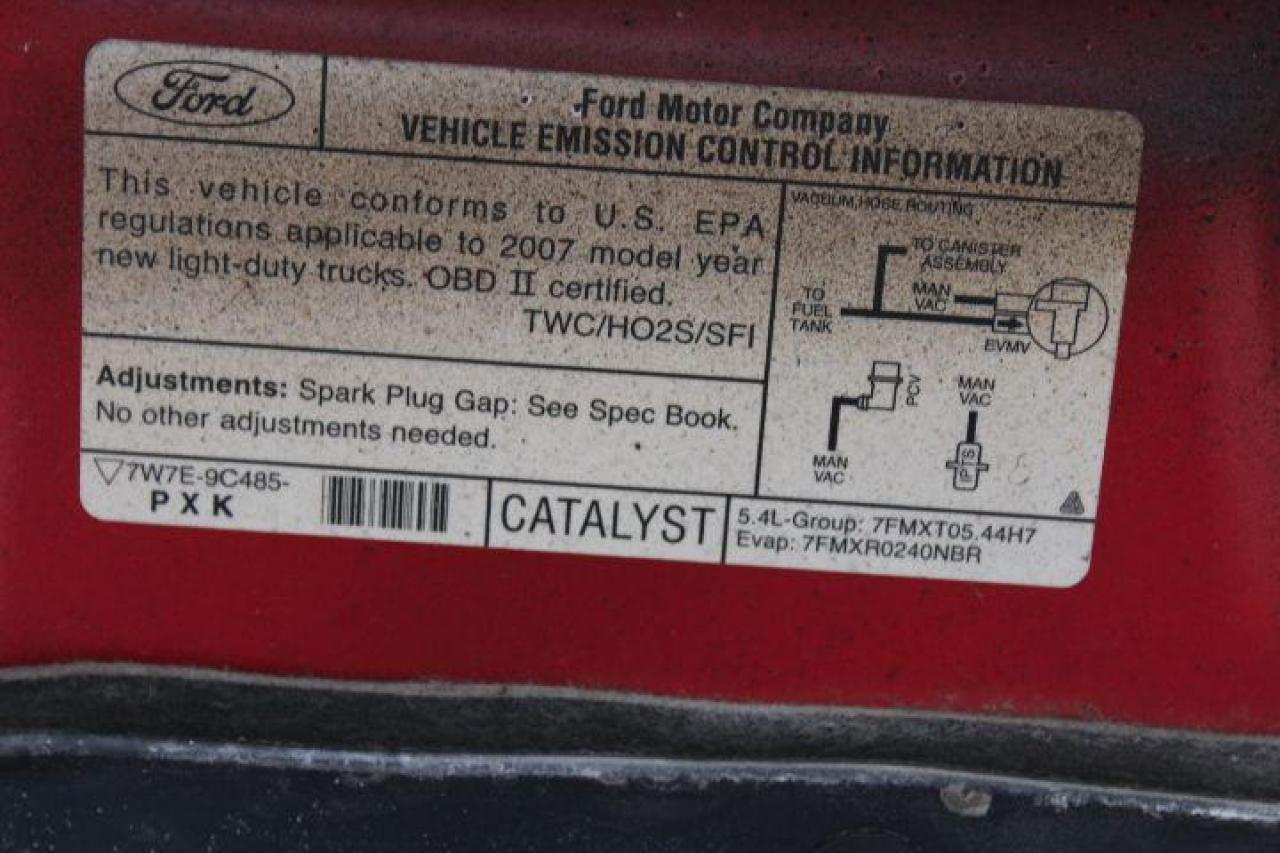 Ford
Ford Motor Company
VEHICLE EMISSION CONTROL INFORMATION
This vehicle conforms to U.S. EPA
regulations applicable to 2007 model year
new light-duty trucks. OBD II certified.
TWC/HO2S/SFI
Adjustments: Spark Plug Gap: See Spec Book.
No other adjustments needed.
7W7E-9C485-
PXK
CATALYST
VACUUM HOSE ROUTING
TO CANISTER
ASSEMBLY
TO
FUEL
TANK
MAN
VAC
EVMV
PCV
MAN
VAC
MAN
VAC
FTS
5.4L-Group: 7FMXT05.44H7
Evap: 7FMXR0240NBR